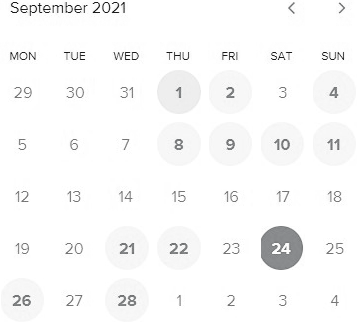 September 2021 < >
MON TUE WED THU FRI SAT SUN
29 30 31 1 2 3 4
5 6 7 8 9 10 11
12 13 14 15 16 17 18
19 20 21 22 23 24 25
26 27 28 1 2 3 4